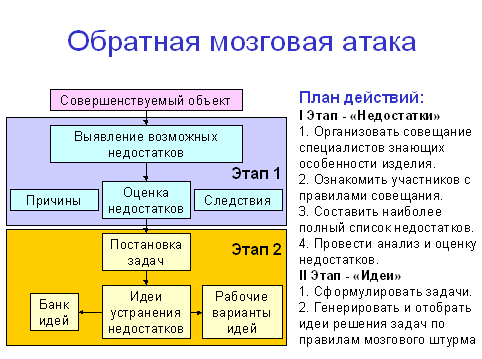 Обратная мозговая атака
Совершенствуемый объект
Выявление возможных
недостатков
Этап 1
Причины
Оценка
недостатков
Следствия
Постановка
задач
Этап 2
Банк
идей
Идеи
устранения
недостатков
Рабочие
варианты
идей
План действий:
I Этап - «Недостатки»
1. Организовать совещание
специалистов знающих
особенности изделия.
2. Ознакомить участников с
правилами совещания.
3. Составить наиболее
полный список недостатков.
4. Провести анализ и оценку
недостатков.
II Этап - «Идеи»
1. Сформулировать задачи.
2. Генерировать и отобрать
идеи решения задач по
правилам мозгового штурма